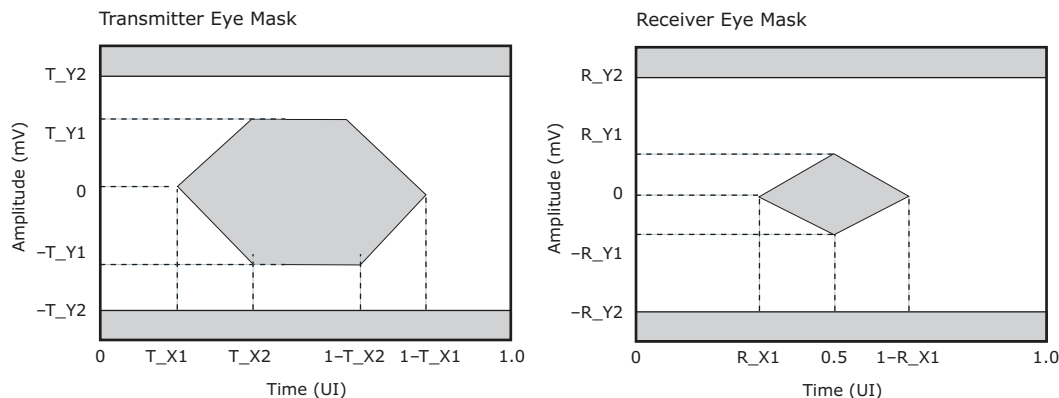 Transmitter Eye Mask
Amplitude (mV)
T_Y2
T_Y1
0
–T_Y1
–T_Y2
0
T_X1
T_X2
1–T_X2
1–T_X1
1.0
Time (UI)
Receiver Eye Mask
Amplitude (mV)
R_Y2
R_Y1
0
–R_Y1
–R_Y2
0
R_X1
0.5
1–R_X1
1.0
Time (UI)